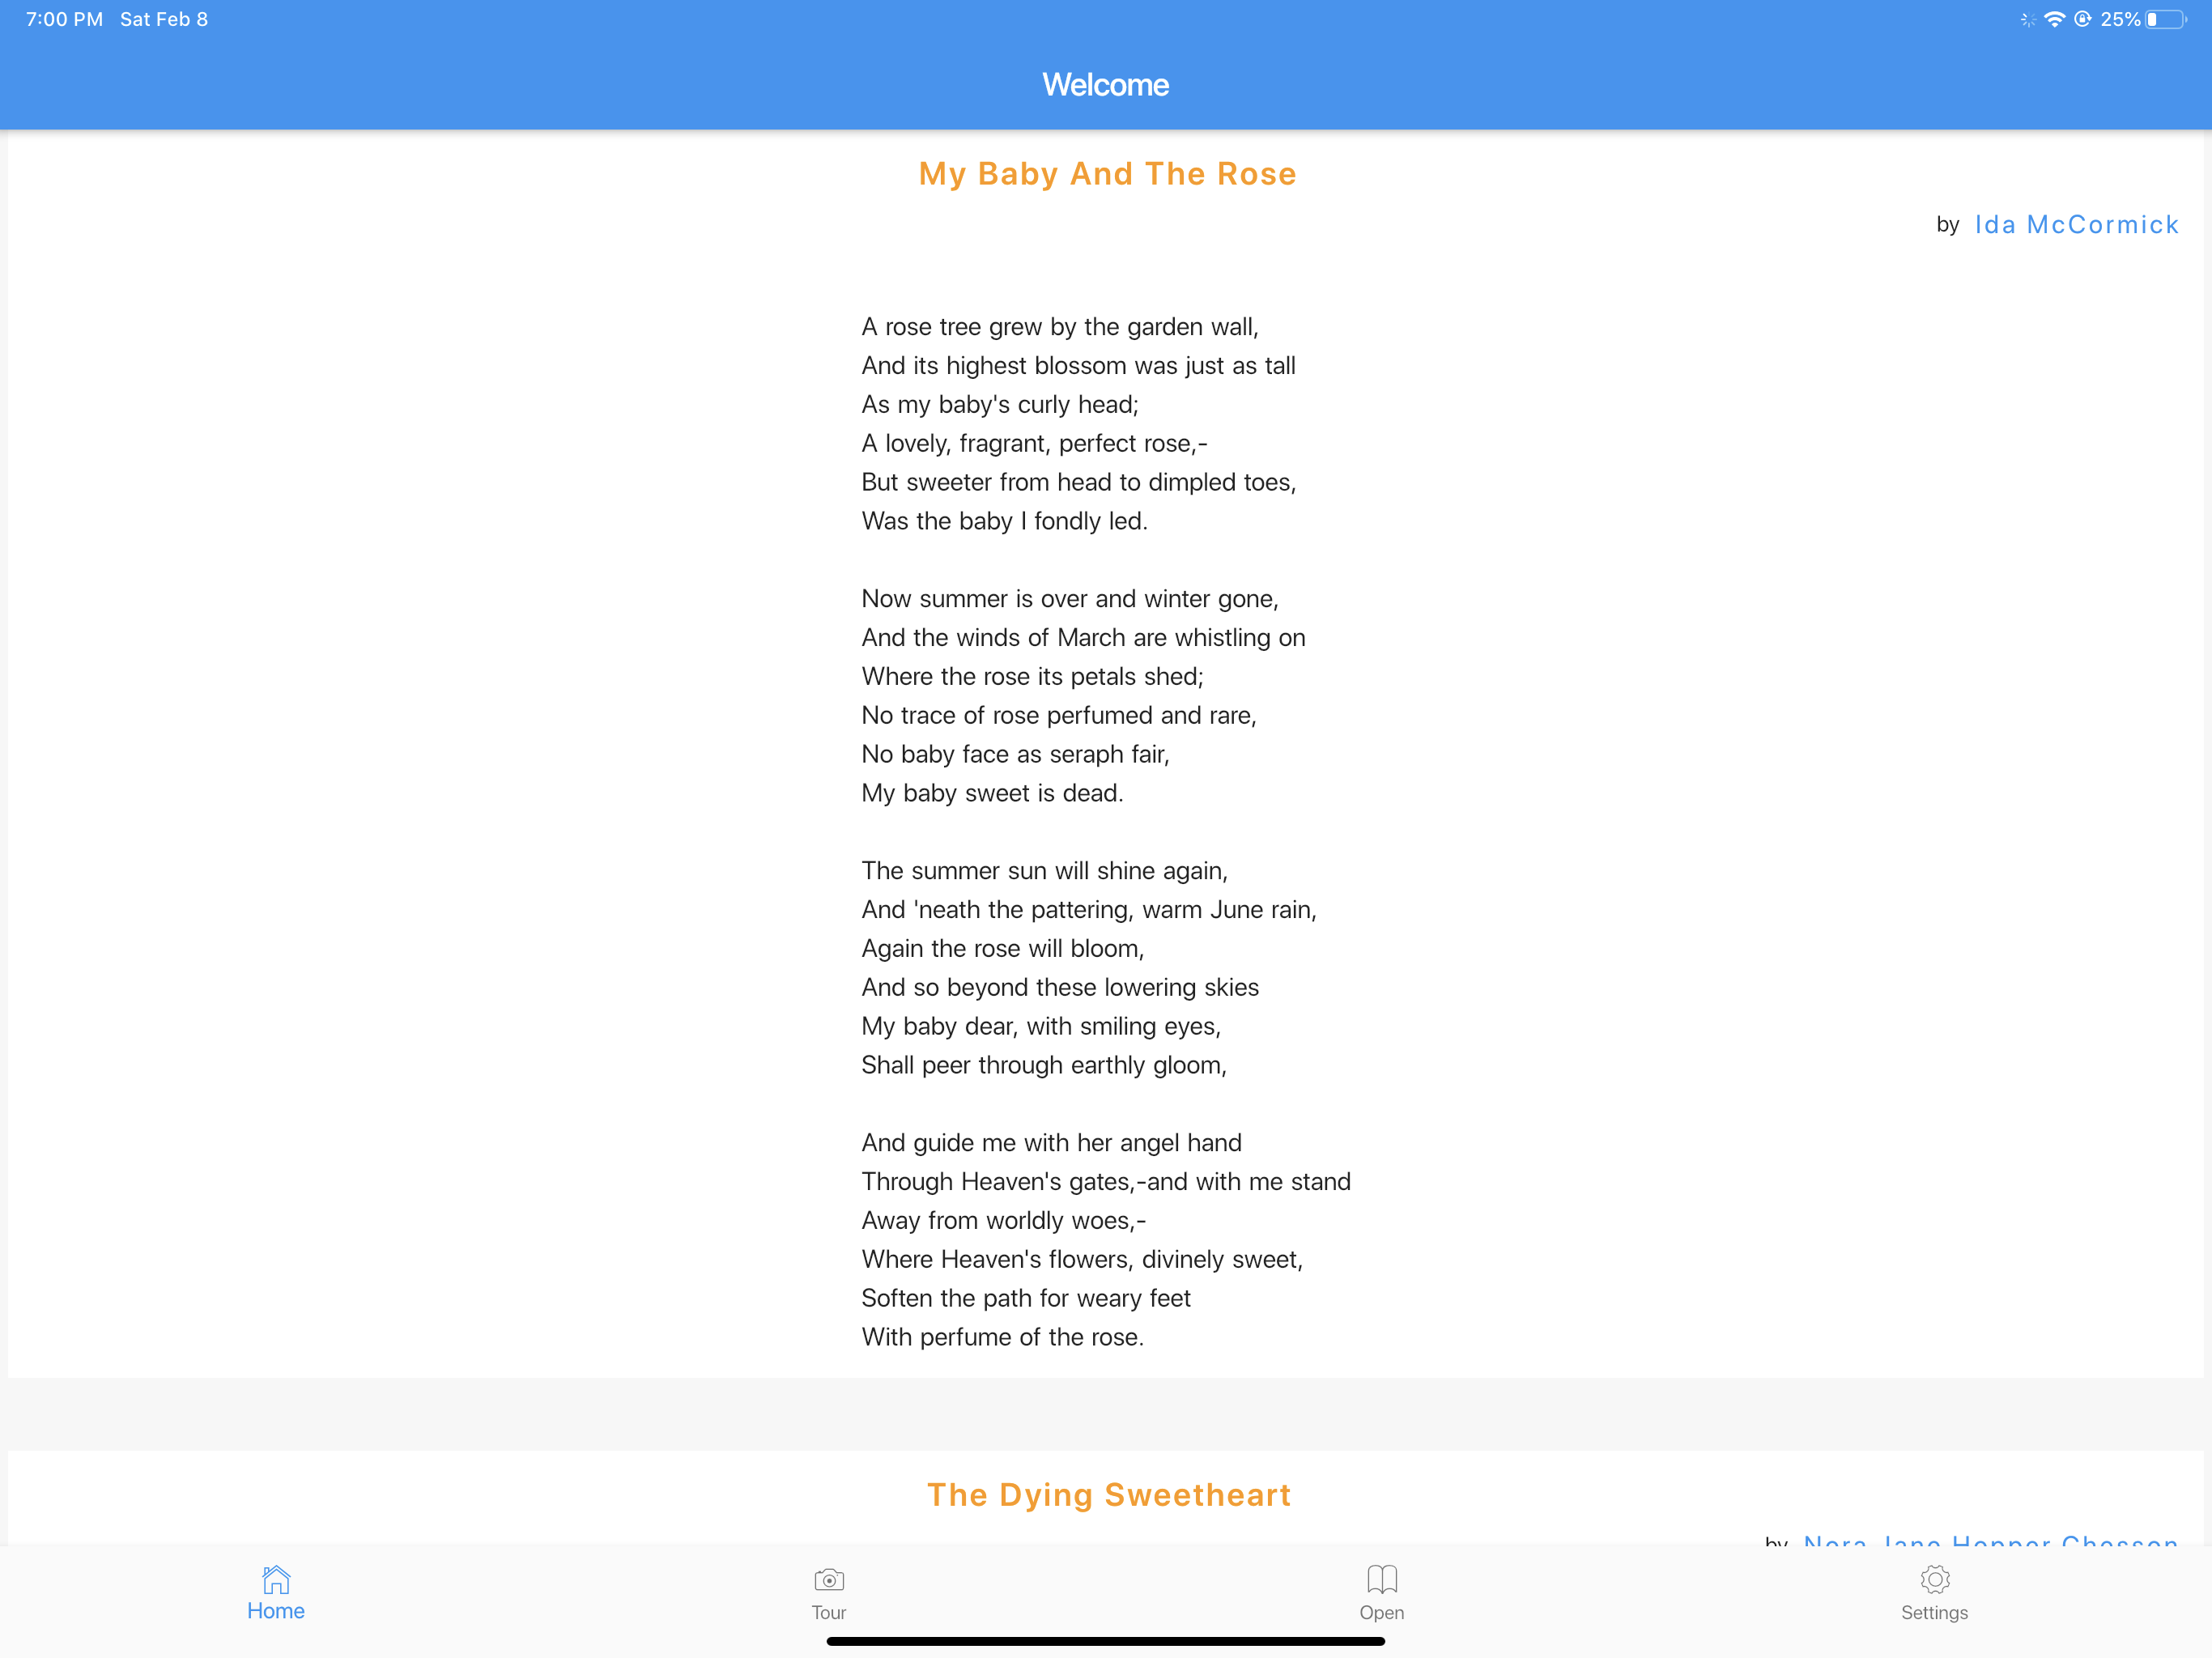 7:00 PM Sat Feb 8 25%
Welcome
My Baby And The Rose
by Ida McCormick
A rose tree grew by the garden wall,
And its highest blossom was just as tall
As my baby's curly head;
A lovely, fragrant, perfect rose,-
But sweeter from head to dimpled toes,
Was the baby I fondly led.
Now summer is over and winter gone,
And the winds of March are whistling on
Where the rose its petals shed;
No trace of rose perfumed and rare,
No baby face as seraph fair,
My baby sweet is dead.
The summer sun will shine again,
And 'neath the pattering, warm June rain,
Again the rose will bloom,
And so beyond these lowering skies
My baby dear, with smiling eyes,
Shall peer through earthly gloom,
And guide me with her angel hand
Through Heaven's gates,-and with me stand
Away from worldly woes,-
Where Heaven's flowers, divinely sweet,
Soften the path for weary feet
With perfume of the rose.
The Dying Sweetheart
by Nora Jane Hopper Chesson
Home Tour Open Settings